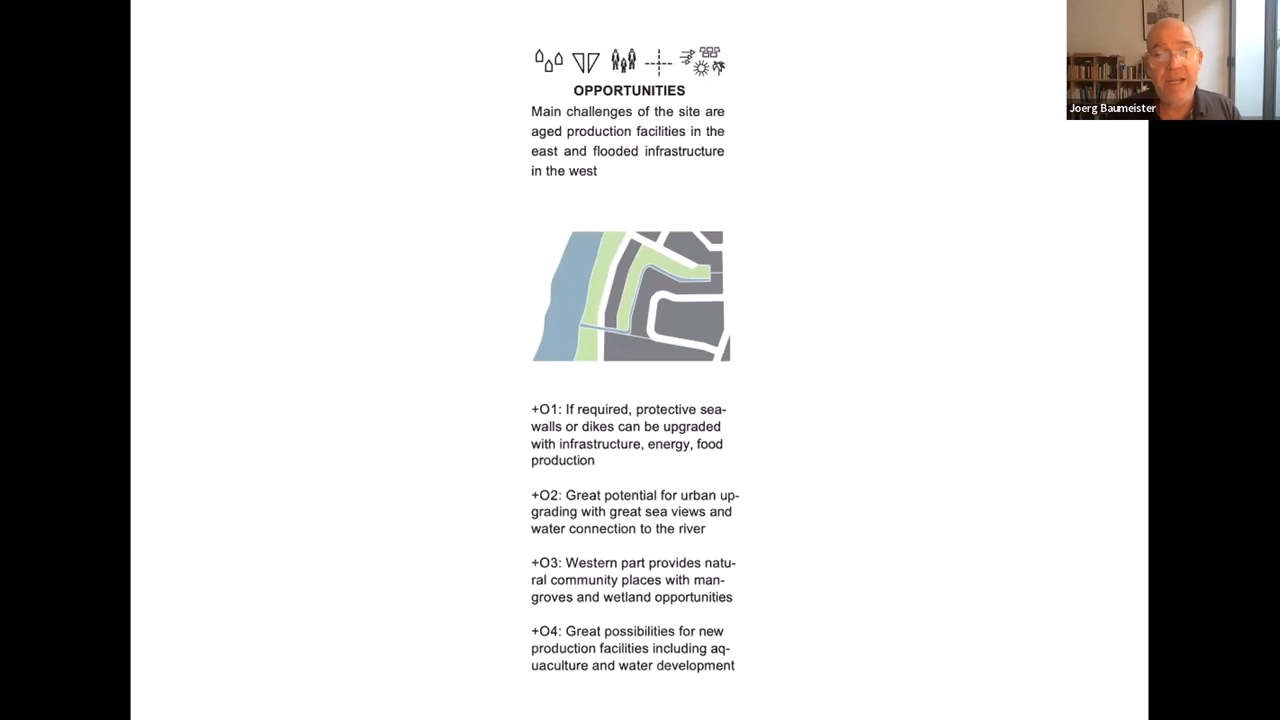 Joerg Baumeister
OPPORTUNITIES
Main challenges of the site are
aged production facilities in the
east and flooded infrastructure
in the west
+O1: If required, protective sea-
walls or dikes can be upgraded
with infrastructure, energy, food
production
+O2: Great potential for urban up-
grading with great sea views and
water connection to the river
+O3: Western part provides natu-
ral community places with man-
groves and wetland opportunities
+O4: Great possibilities for new
production facilities including aq-
uaculture and water development